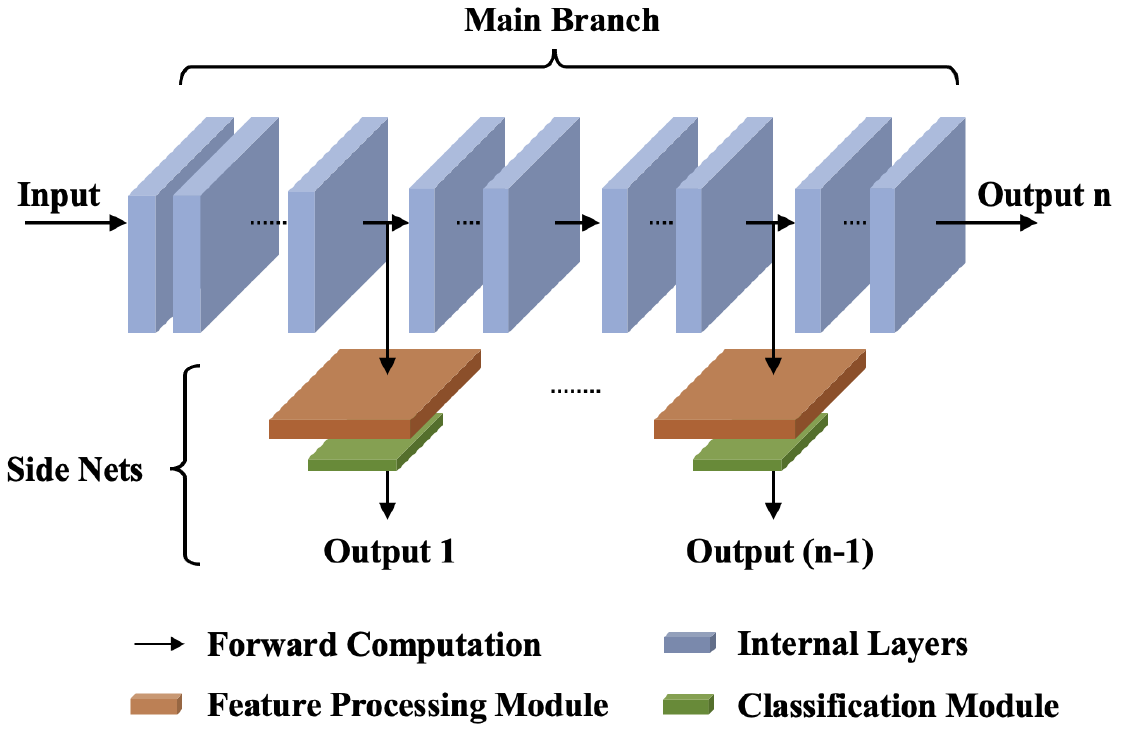 Main Branch
Input
Output n
Side Nets
Output 1
Output (n-1)
Forward Computation
Internal Layers
Feature Processing Module
Classification Module